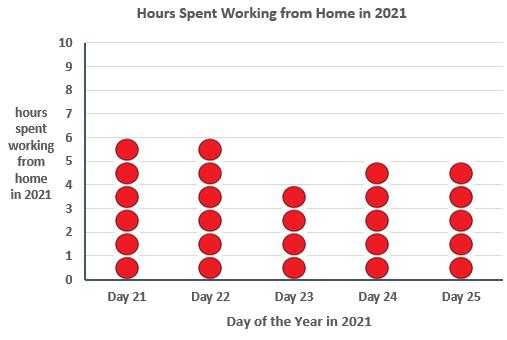 Hours Spent Working from Home in 2021
10
9
8
7
6
5
4
3
2
1
0
hours
spent
working
from
home
in 2021
Day 21 Day 22 Day 23 Day 24 Day 25
Day of the Year in 2021